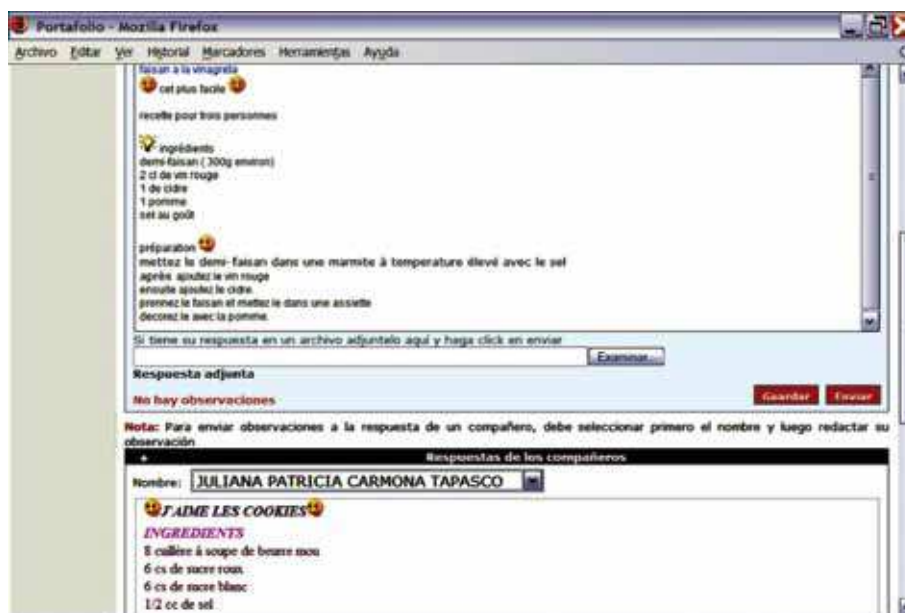 Portafolio - Mozilla Firefox
Archivo Editar Ver Historial Marcadores Herramientas Ayuda
faisan a la vinagreta
cet plus facile
recette pour trois personnes
ingrédients
demi-faisan ( 300g environ)
2 cl de vin rouge
1 de cidre
1 pomme
sel au goût
préparation
mettez le demi- faisan dans une marmite à temperature élevé avec le sel
après ajoutez le vin rouge
ensuite ajoutez le cidre.
prennez le faisan et mettez le dans une assiette
decorez le avec la pomme.
Si tiene su respuesta en un archivo adjuntelo aquí y haga click en enviar
Examinar...
Respuesta adjunta
No hay observaciones
Guardar Enviar
Nota: Para enviar observaciones a la respuesta de un compañero, debe seleccionar primero el nombre y luego redactar su
observación
+ Respuestas de los compañeros
Nombre: JULIANA PATRICIA CARMONA TAPASCO
J'AIME LES COOKIES
INGREDIENTS
8 cuillère à soupe de beurre mou
6 cs de sucre roux
6 cs de sucre blanc
1/2 cc de sel